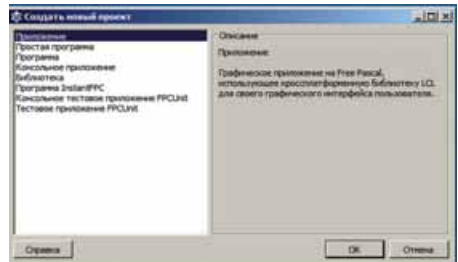 Создать новый проект
Приложение
Простая программа
Программа
Консольное приложение
Библиотека
Программа InstantFPC
Консольное тестовое приложение FPCUnit
Тестовое приложение FPCUnit
Описание
Приложение
Графическое приложение на Free Pascal,
использующее кроссплатформенную библиотеку LCL
для своего графического интерфейса пользователя.
Справка
OK
Отмена